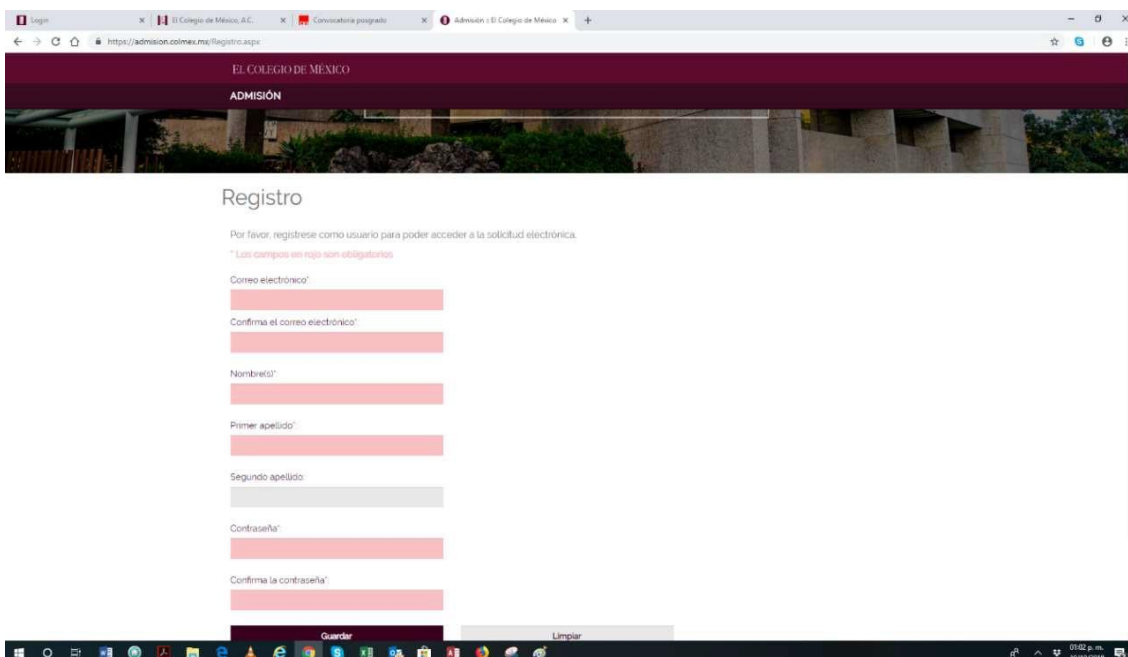 Login
El Colegio de México, A.C.
Convocatoria posgrado
Admisión :: El Colegio de México
https://admision.colmex.mx/Registro.aspx
EL COLEGIO DE MÉXICO
ADMISIÓN
Registro
Por favor, regístrese como usuario para poder acceder a la solicitud electrónica.
* Los campos en rojo son obligatorios
Correo electrónico*:
Confirma el correo electrónico*:
Nombre(s)*:
Primer apellido*:
Segundo apellido:
Contraseña*:
Confirma la contraseña*:
Guardar Limpiar
01:02 p. m.